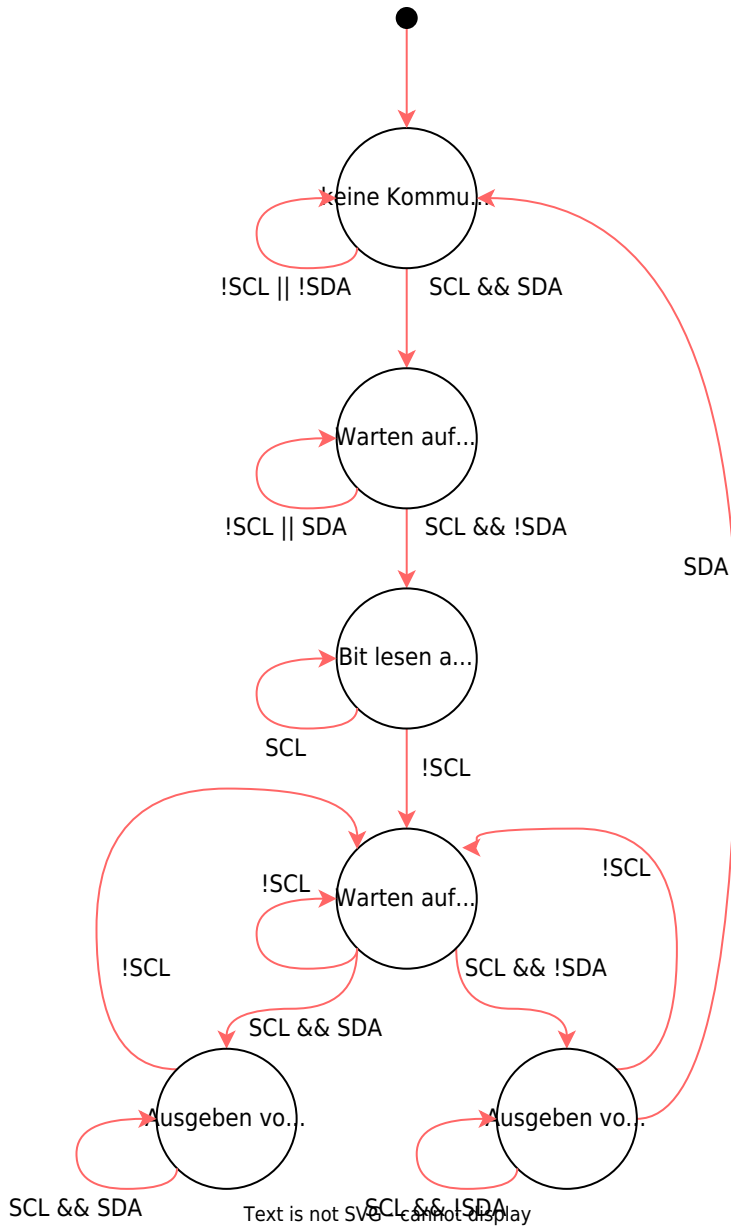 keine Kommu...
!SCL || !SDA
SCL && SDA
Warten auf...
!SCL || SDA
SCL && !SDA
SDA
Bit lesen a...
SCL
!SCL
!SCL
Warten auf...
!SCL
!SCL
SCL && !SDA
SCL && SDA
Ausgeben vo...
Ausgeben vo...
SCL && SDA
SCL && !SDA
Text is not SVG - cannot display